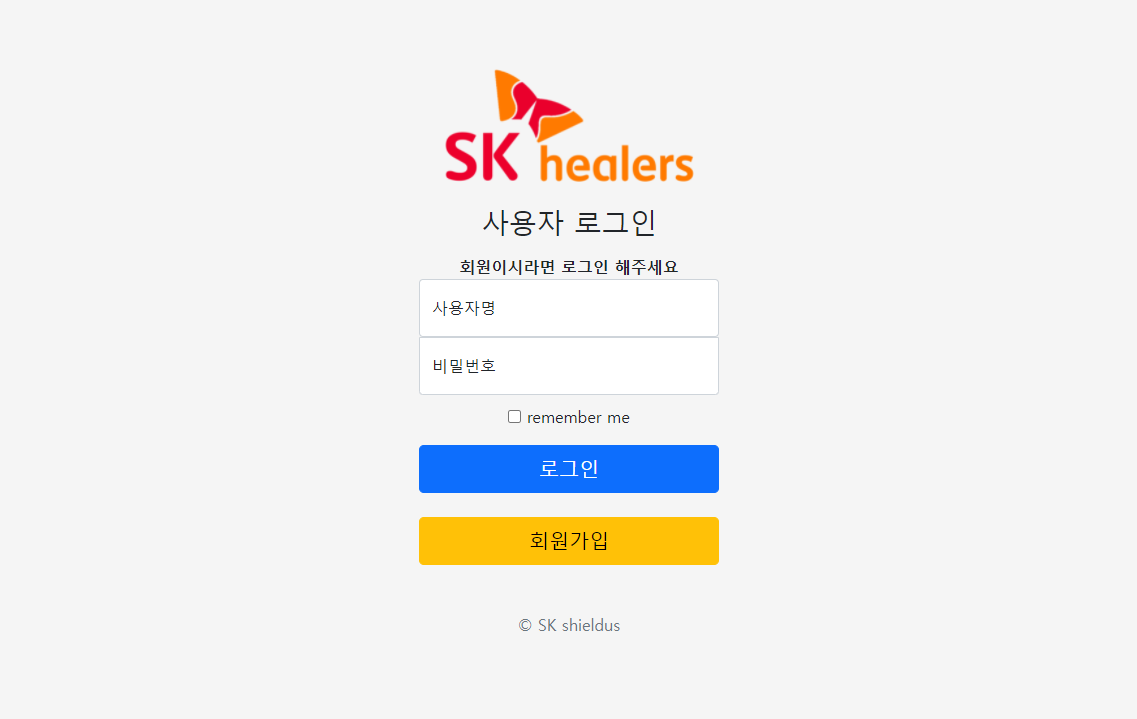 SK healers
사용자 로그인
회원이시라면 로그인 해주세요
사용자명
비밀번호
remember me
로그인
회원가입
© SK shieldus